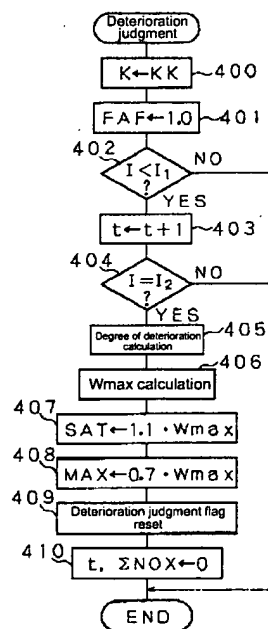 Deterioration
judgment
K←KK
400
FAF←1.0
401
402
I<I₁
?
NO
YES
t←t+1
403
404
I=I₂
?
NO
YES
Degree of deterioration
calculation
405
406
Wmax calculation
407
SAT←1.1・Wmax
408
MAX←0.7・Wmax
409
Deterioration judgment flag
reset
410
t, ΣNOX←0
END